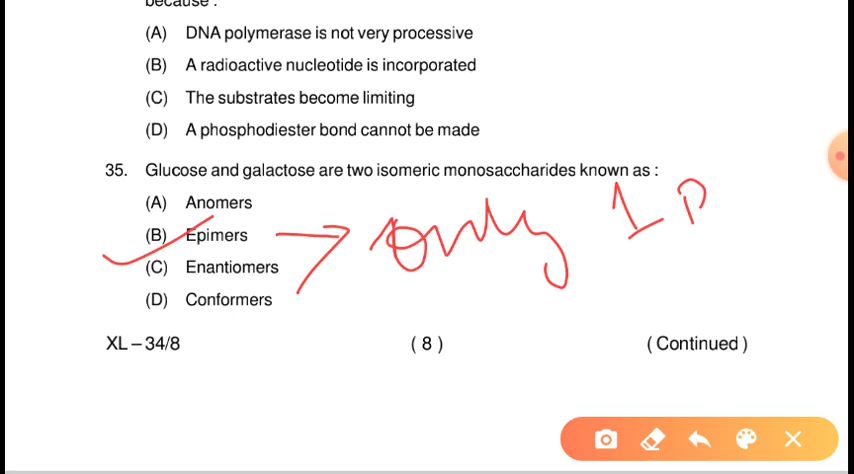 because :
(A) DNA polymerase is not very processive
(B) A radioactive nucleotide is incorporated
(C) The substrates become limiting
(D) A phosphodiester bond cannot be made
35. Glucose and galactose are two isomeric monosaccharides known as :
(A) Anomers
(B) Epimers → only 1 P
(C) Enantiomers
(D) Conformers
XL – 34/8 ( 8 ) ( Continued )